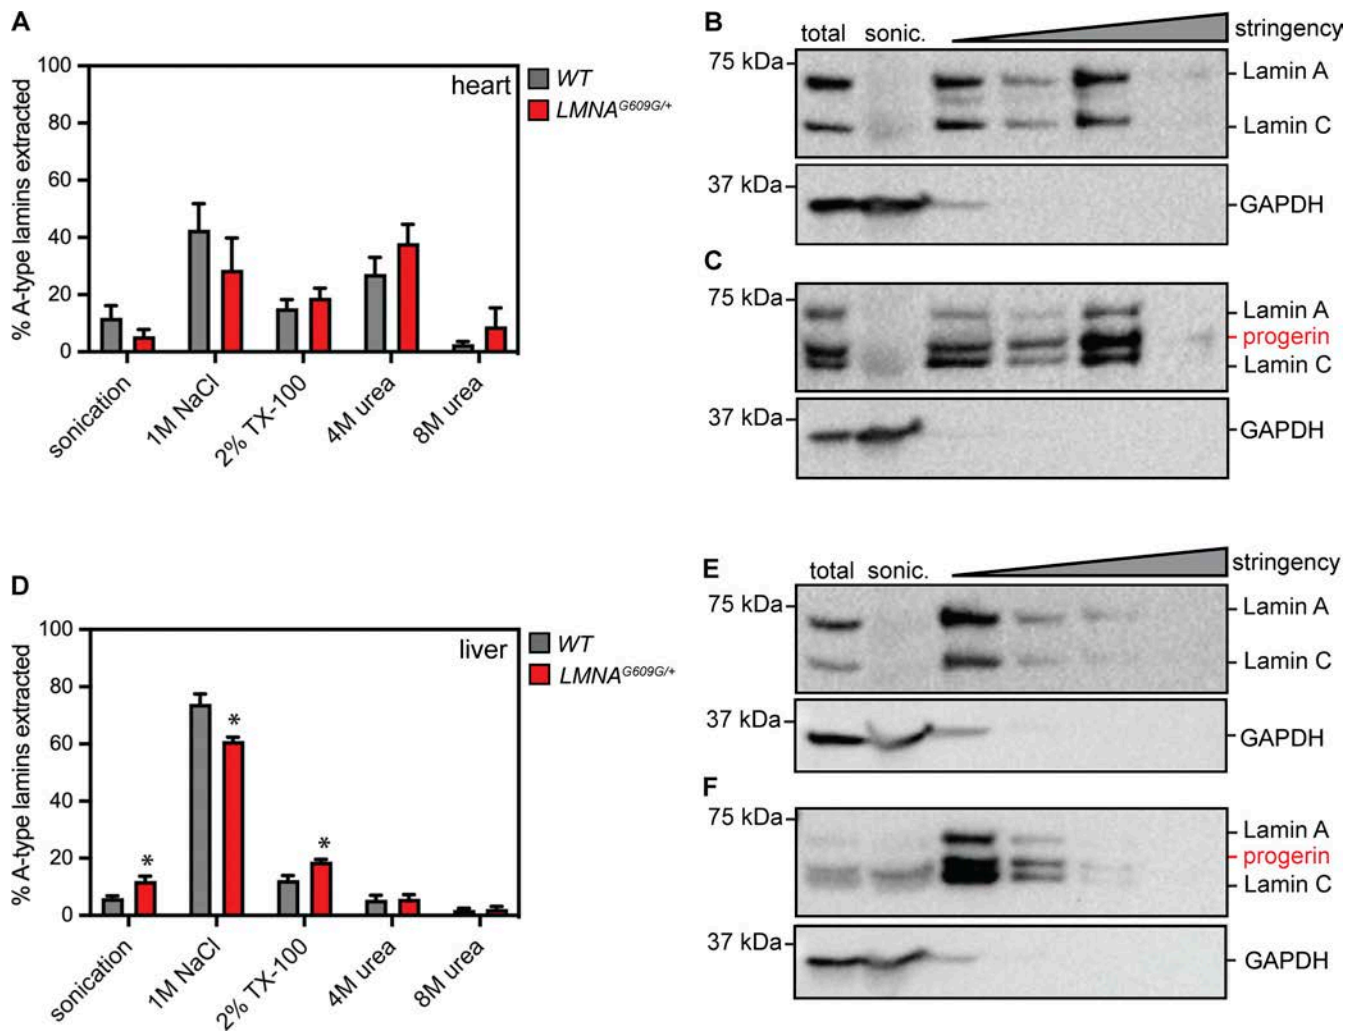 A
% A-type lamins extracted
100
80
60
40
20
0
heart
WT
LMNA^G609G/+
sonication
1M NaCl
2% TX-100
4M urea
8M urea
B
total sonic. stringency
75 kDa
Lamin A
Lamin C
37 kDa
GAPDH
C
75 kDa
Lamin A
progerin
Lamin C
37 kDa
GAPDH
D
% A-type lamins extracted
100
80
60
40
20
0
liver
WT
LMNA^G609G/+
*
*
*
sonication
1M NaCl
2% TX-100
4M urea
8M urea
E
total sonic. stringency
75 kDa
Lamin A
Lamin C
37 kDa
GAPDH
F
75 kDa
Lamin A
progerin
Lamin C
37 kDa
GAPDH